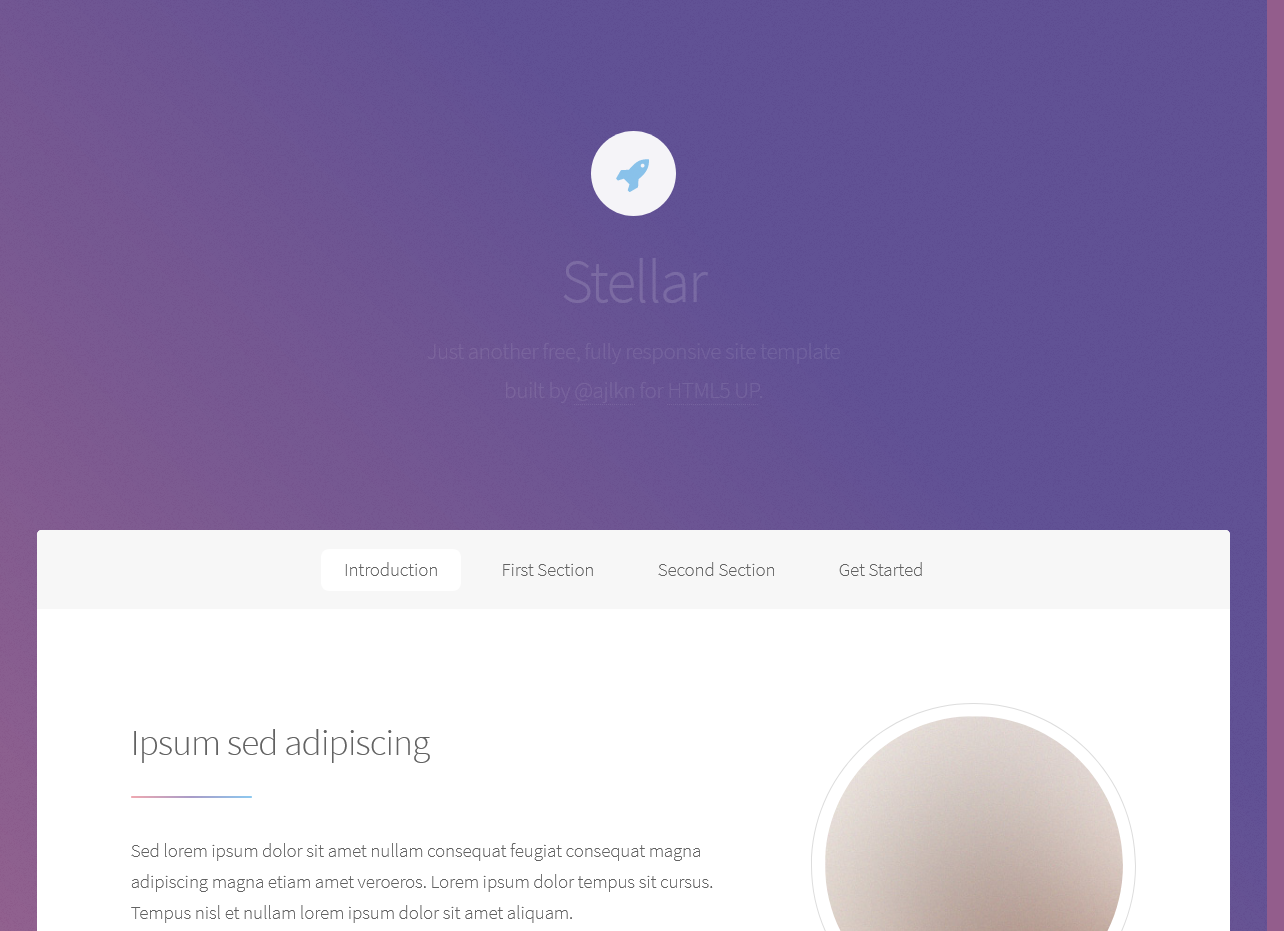 Stellar
Just another free, fully responsive site template
built by @ajlkn for HTML5 UP.
Introduction
First Section
Second Section
Get Started
Ipsum sed adipiscing
Sed lorem ipsum dolor sit amet nullam consequat feugiat consequat magna
adipiscing magna etiam amet veroeros. Lorem ipsum dolor tempus sit cursus.
Tempus nisl et nullam lorem ipsum dolor sit amet aliquam.